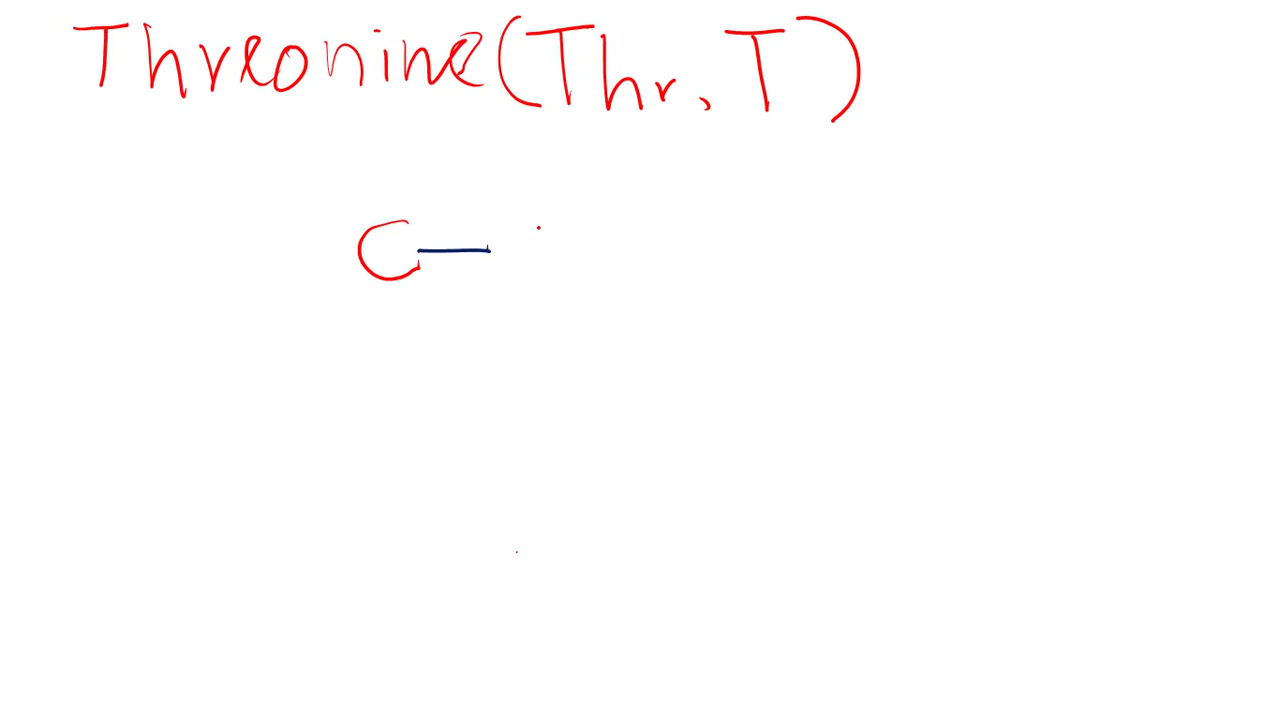 Threonine (Thr, T)
C—